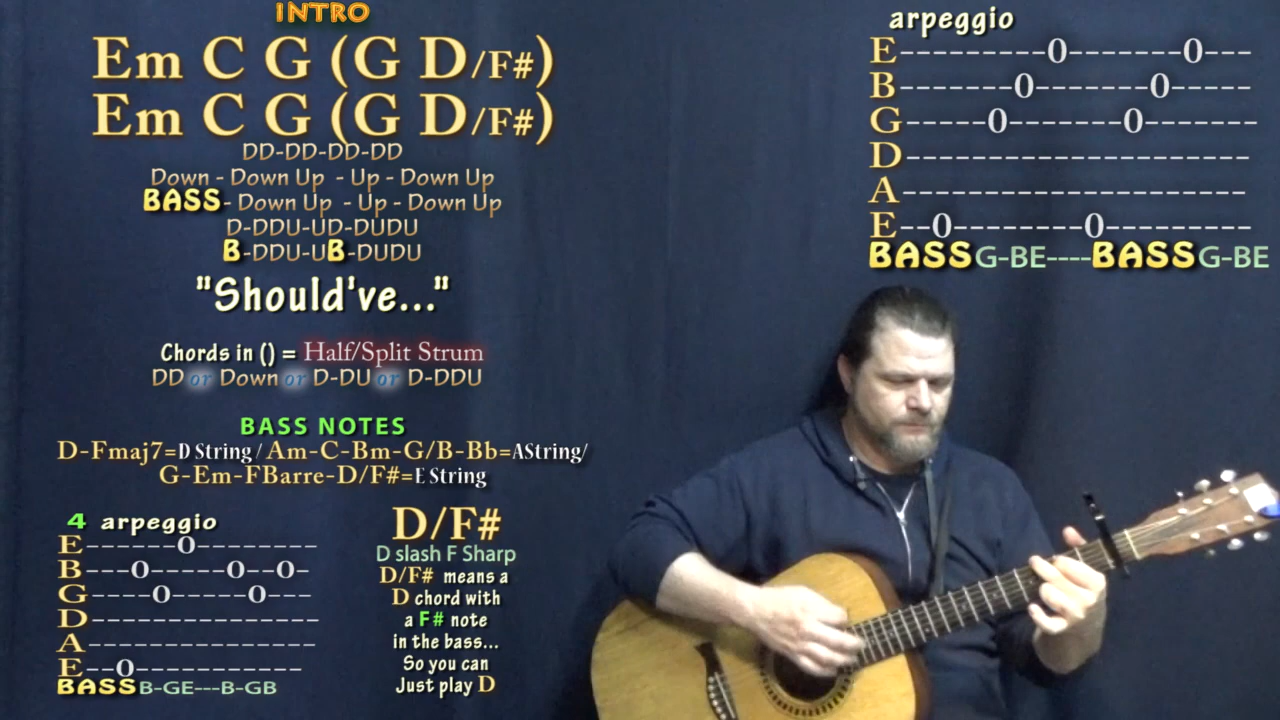 INTRO
Em C G (G D/F#)
Em C G (G D/F#)
DD-DD-DD-DD
Down - Down Up - Up - Down Up
BASS- Down Up - Up - Down Up
D-DDU-UD-DUDU
B-DDU-UB-DUDU
"Should've..."
Chords in () = Half/Split Strum
DD or Down or D-DU or D-DDU
BASS NOTES
D-Fmaj7=D String / Am-C-Bm-G/B-Bb=AString/
G-Em-FBarre-D/F#=E String
4 arpeggio
E------0--------
B---0-----0--0-
G----0-----0----
D---------------
A---------------
E--0------------
BASSB-GE---B-GB
D/F#
D slash F Sharp
D/F# means a
D chord with
a F# note
in the bass...
So you can
Just play D
arpeggio
E----------0-------0---
B--------0-------0-----
G-----0-------0-------
D----------------------
A----------------------
E--0--------0----------
BASSG-BE----BASSG-BE